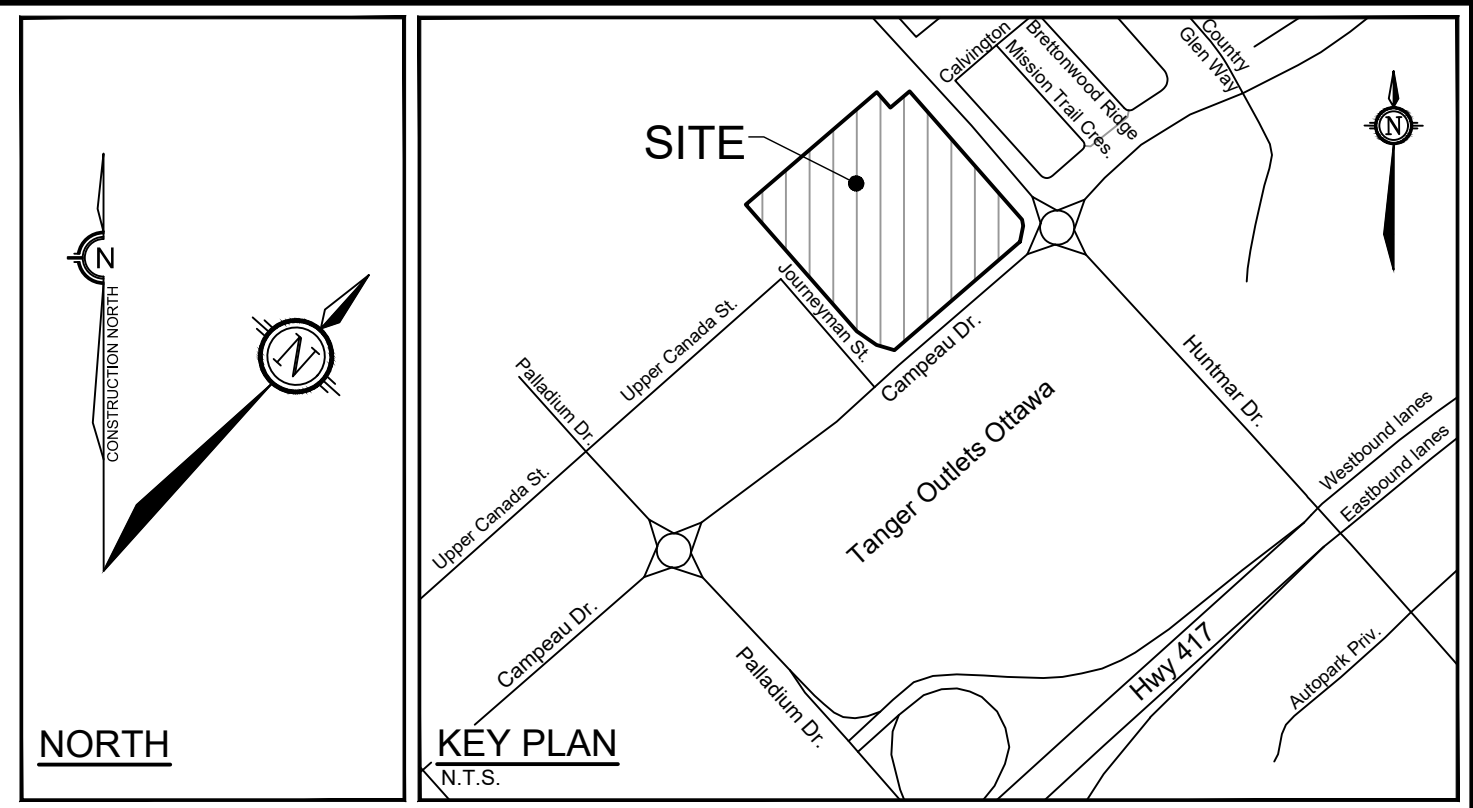 N
CONSTRUCTION NORTH
N
NORTH
SITE
Calvington
Brettonwood Ridge
Mission Trail Cres.
Country
Glen Way
N
Journeyman St.
Upper Canada St.
Palladium Dr.
Campeau Dr.
Huntmar Dr.
Tanger Outlets Ottawa
Westbound lanes
Eastbound lanes
Upper Canada St.
Campeau Dr.
Palladium Dr.
Hwy 417
Autopark Priv.
KEY PLAN
N.T.S.